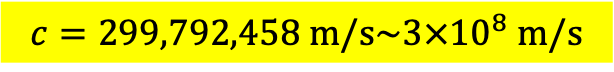 c = 299,792,458 m/s~3×10⁸ m/s